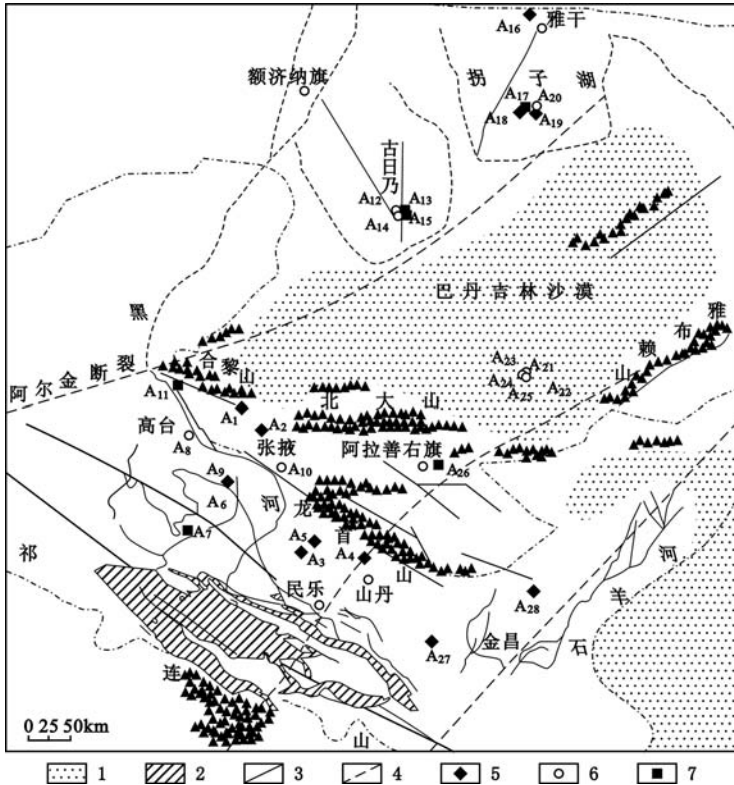 A16
雅干
额济纳旗
拐子湖
A17
A20
A18
A19
古日乃
A12
A13
A14
A15
巴丹吉林沙漠
黑
合黎山
雅布赖山
阿尔金断裂
A23
A21
A24
A22
A25
A11
北大山
A1
A2
高台
A8
张掖
A10
阿拉善右旗
A26
A9
A6
河
龙首山
A7
A5
A3
A4
祁
山丹
民乐
A28
河
羊
石
金昌
A27
连
山
0 25 50km
1 2 3 4 5 6 7